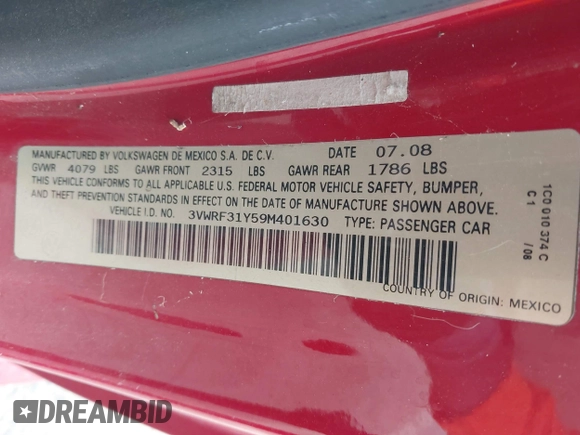 MANUFACTURED BY VOLKSWAGEN DE MEXICO S.A. DE C.V. DATE 07.08
GVWR 4079 LBS GAWR FRONT 2315 LBS GAWR REAR 1786 LBS
THIS VEHICLE CONFORMS TO ALL APPLICABLE U.S. FEDERAL MOTOR VEHICLE SAFETY, BUMPER,
AND THEFT PREVENTION STANDARDS IN EFFECT ON THE DATE OF MANUFACTURE SHOWN ABOVE.
VEHICLE I.D. NO. 3VWRF31Y59M401630 TYPE: PASSENGER CAR
COUNTRY OF ORIGIN: MEXICO
1C0 010 374 C
C1 /08
DREAMBID